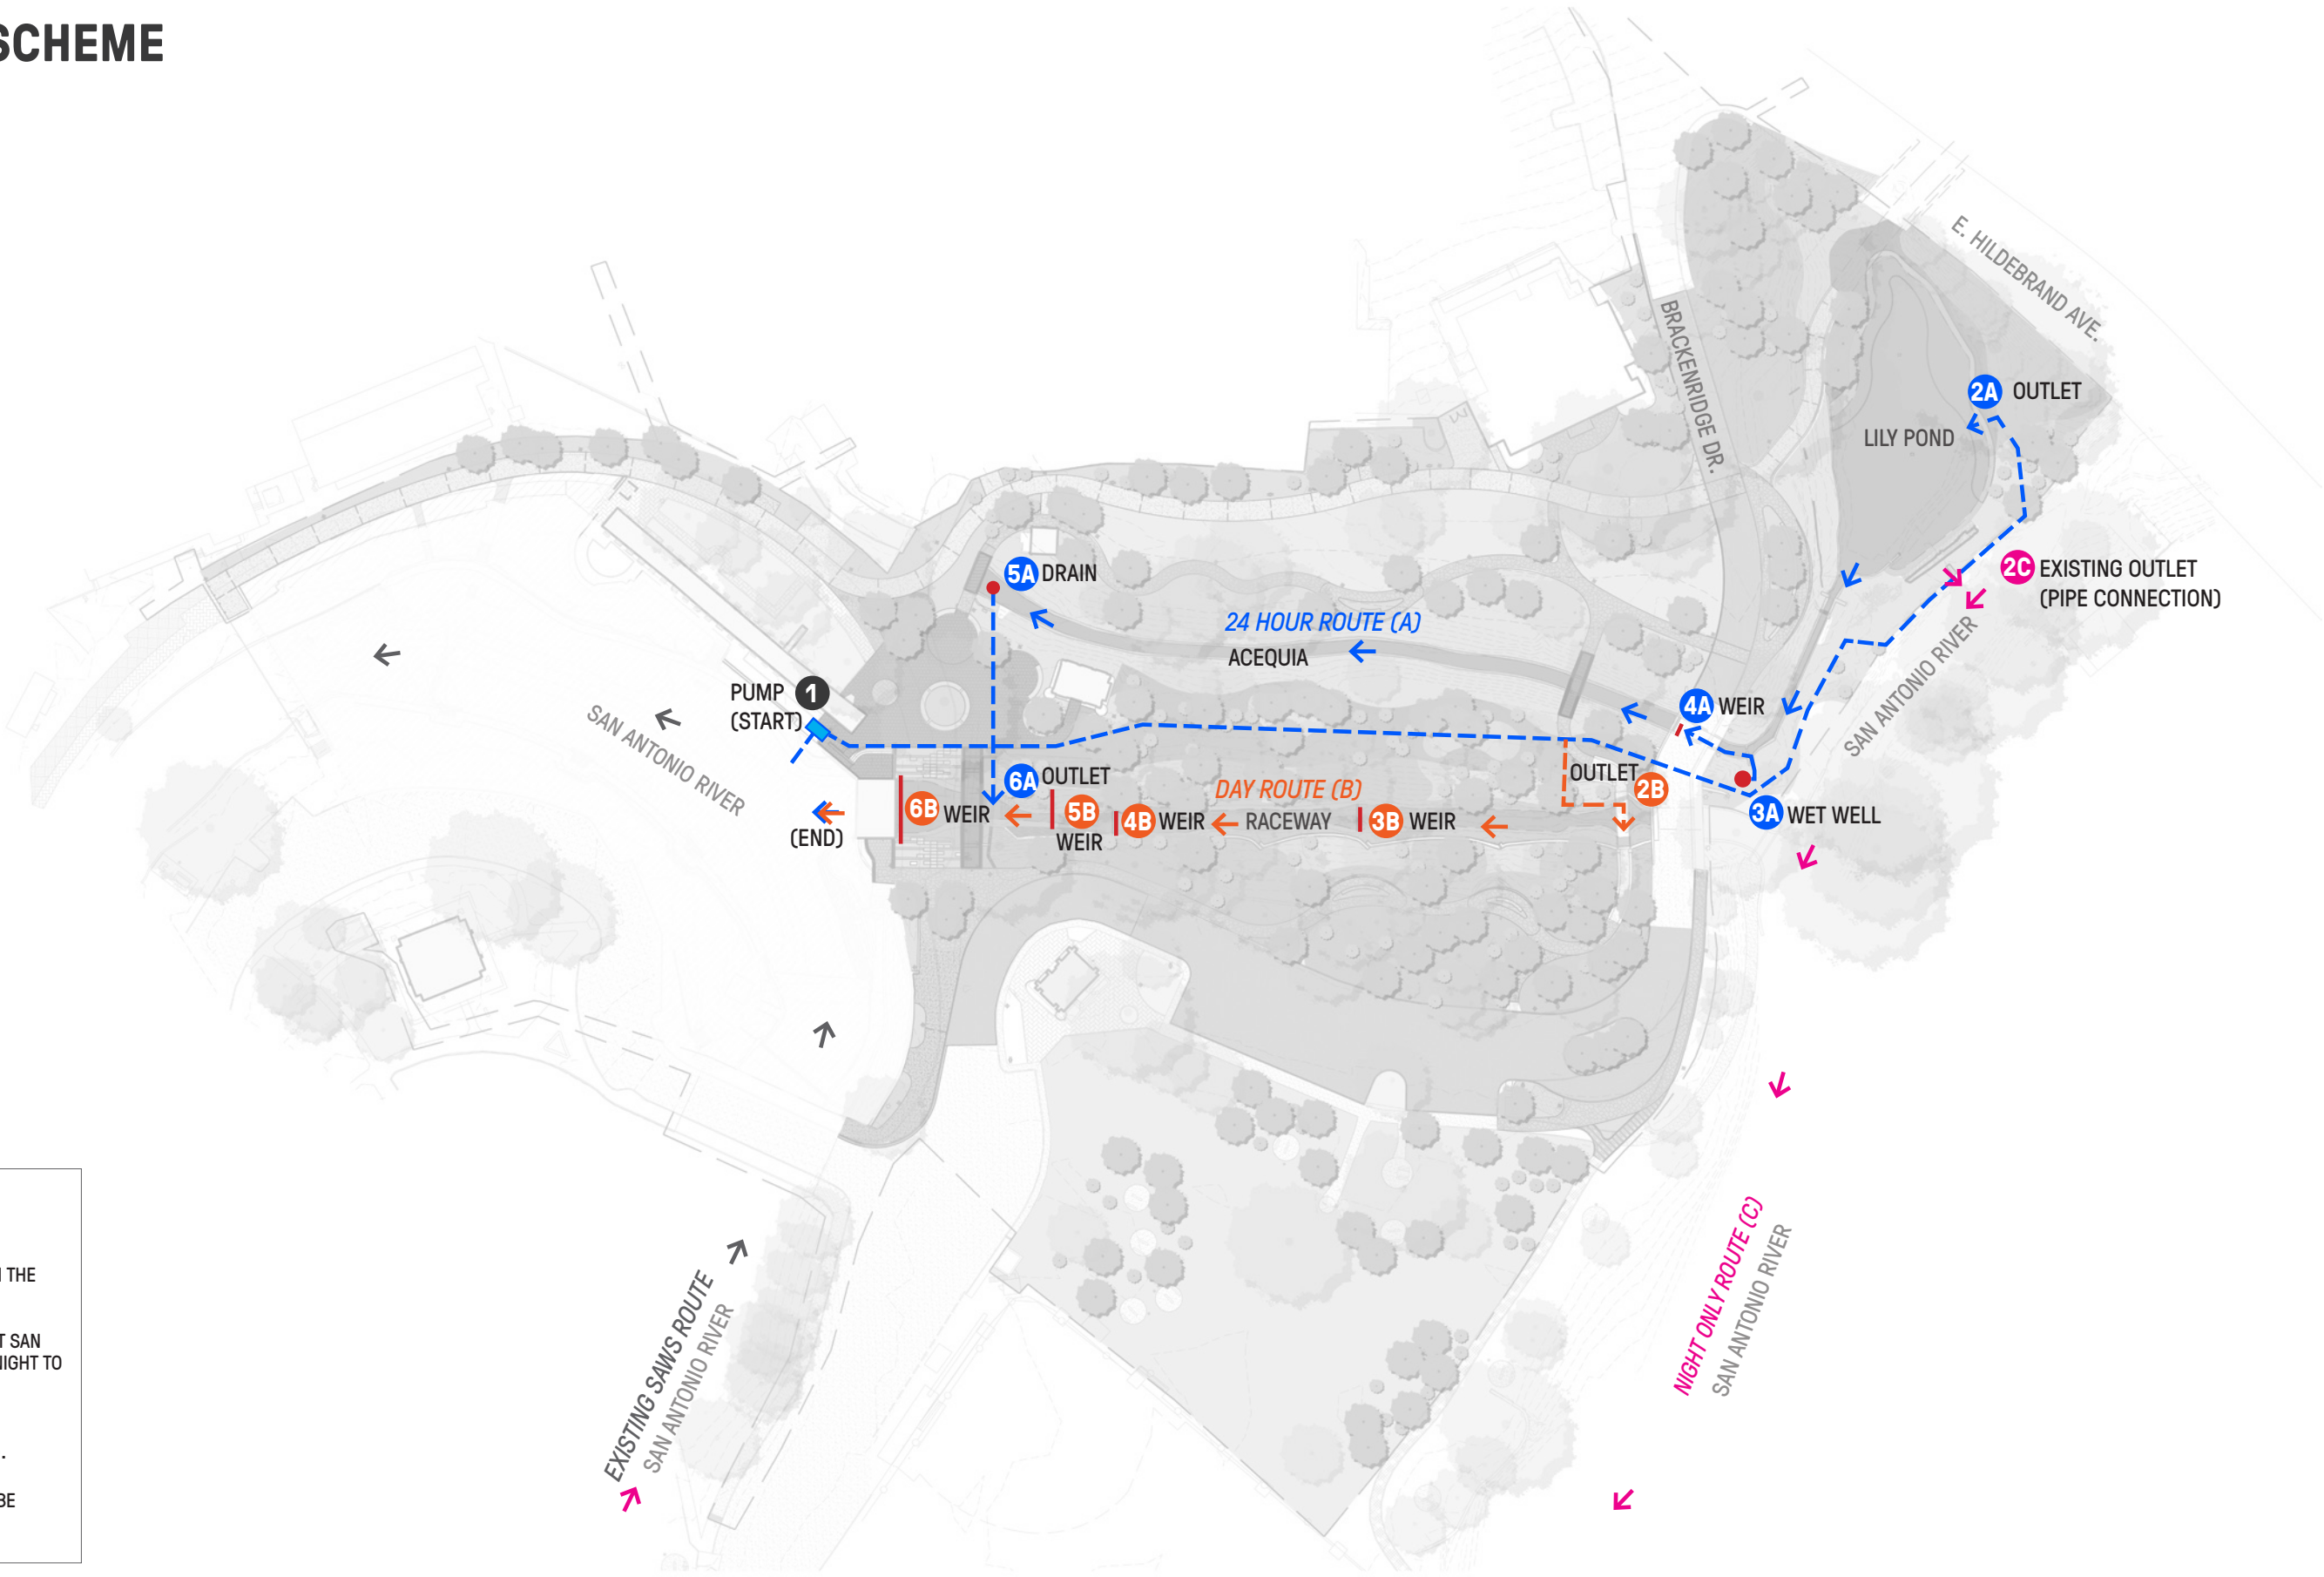 SCHEME
E. HILDEBRAND AVE.
BRACKENRIDGE DR.
2A OUTLET
LILY POND
2C EXISTING OUTLET
(PIPE CONNECTION)
5A DRAIN
24 HOUR ROUTE (A)
ACEQUIA
SAN ANTONIO RIVER
PUMP 1
(START)
4A WEIR
SAN ANTONIO RIVER
6A OUTLET
OUTLET
2B
DAY ROUTE (B)
6B WEIR
5B
WEIR
4B WEIR
RACEWAY
3B WEIR
3A WET WELL
(END)
NIGHT ONLY ROUTE (C)
SAN ANTONIO RIVER
EXISTING SAWS ROUTE
SAN ANTONIO RIVER
THE
T SAN
NIGHT TO
.
BE